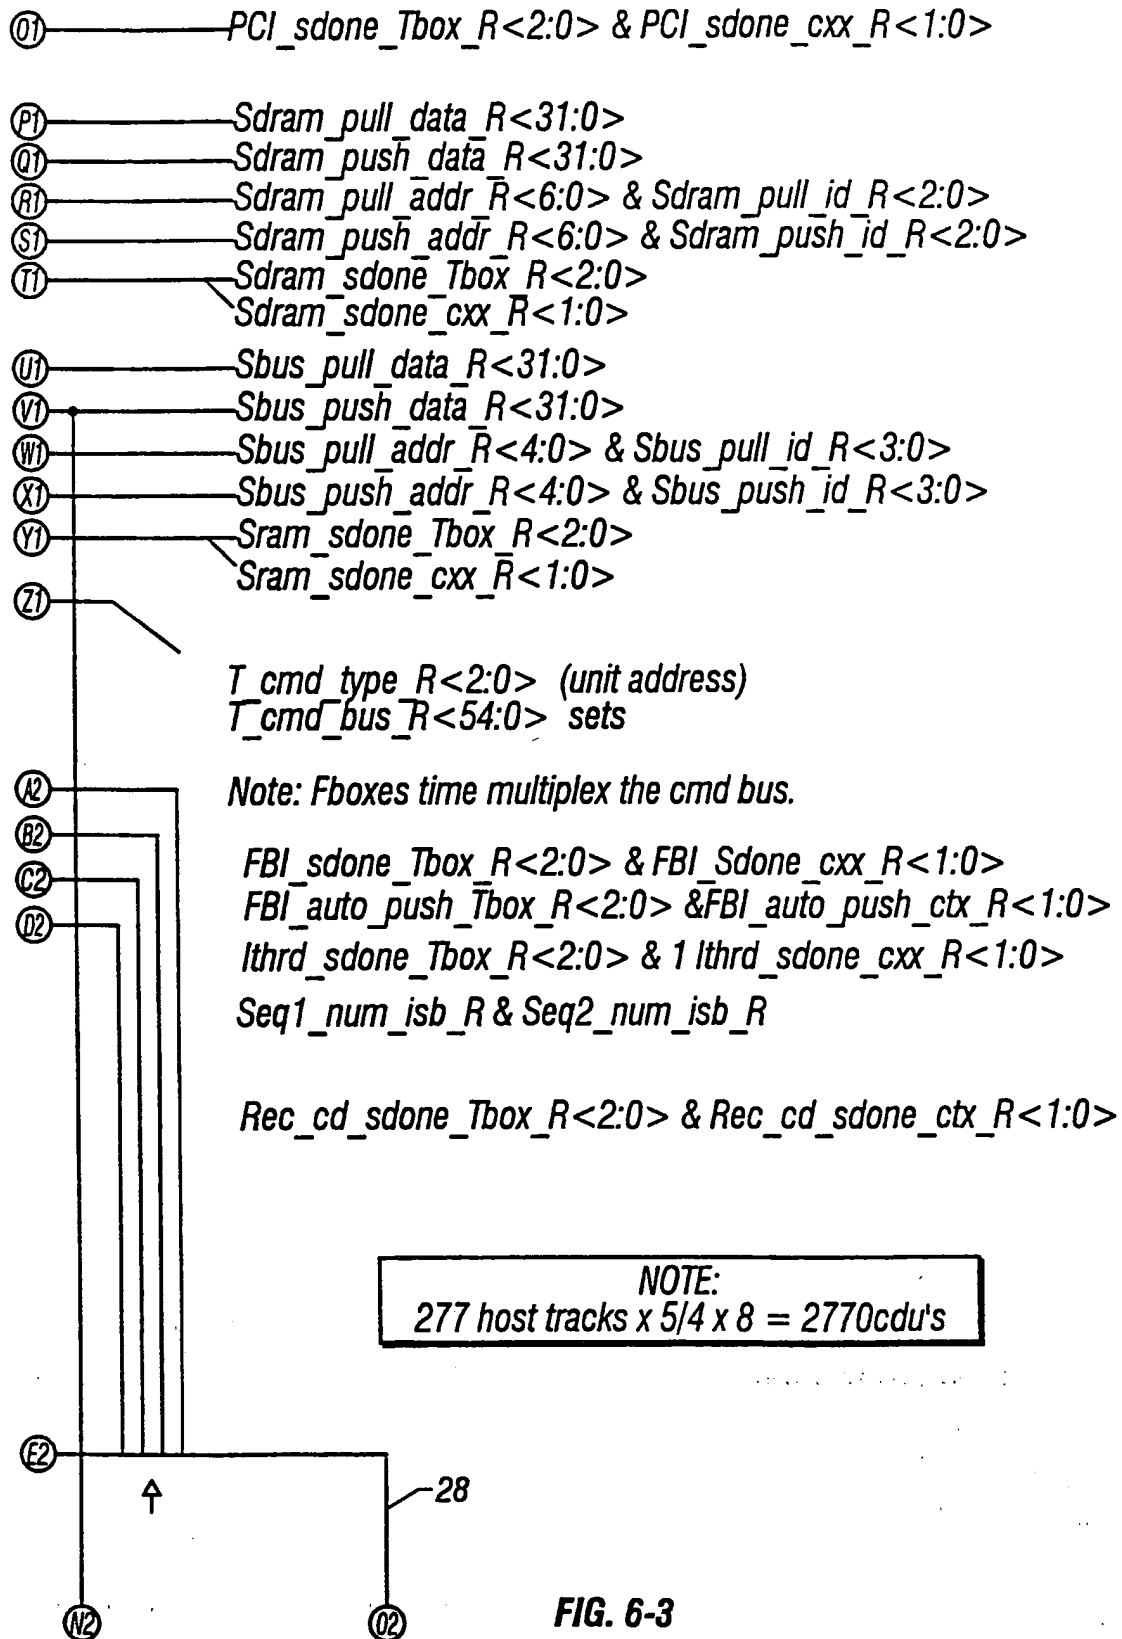 O1 PCI_sdone_Tbox_R<2:0> & PCI_sdone_cxx_R<1:0>
P1 Sdram_pull_data_R<31:0>
Q1 Sdram_push_data_R<31:0>
R1 Sdram_pull_addr_R<6:0> & Sdram_pull_id_R<2:0>
S1 Sdram_push_addr_R<6:0> & Sdram_push_id_R<2:0>
T1 Sdram_sdone_Tbox_R<2:0>
Sdram_sdone_cxx_R<1:0>
U1 Sbus_pull_data_R<31:0>
V1 Sbus_push_data_R<31:0>
W1 Sbus_pull_addr_R<4:0> & Sbus_pull_id_R<3:0>
X1 Sbus_push_addr_R<4:0> & Sbus_push_id_R<3:0>
Y1 Sram_sdone_Tbox_R<2:0>
Sram_sdone_cxx_R<1:0>
Z1
T_cmd_type_R<2:0> (unit address)
T_cmd_bus_R<54:0> sets
A2 Note: Fboxes time multiplex the cmd bus.
B2
FBI_sdone_Tbox_R<2:0> & FBI_Sdone_cxx_R<1:0>
C2
FBI_auto_push_Tbox_R<2:0> &FBI_auto_push_ctx_R<1:0>
D2
Ithrd_sdone_Tbox_R<2:0> & 1 Ithrd_sdone_cxx_R<1:0>
Seq1_num_isb_R & Seq2_num_isb_R
Rec_cd_sdone_Tbox_R<2:0> & Rec_cd_sdone_ctx_R<1:0>
NOTE:
277 host tracks x 5/4 x 8 = 2770cdu's
E2
28
N2 O2
FIG. 6-3